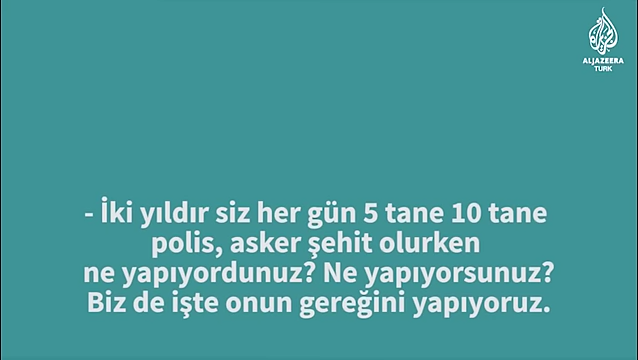 ALJAZEERA
TÜRK
- İki yıldır siz her gün 5 tane 10 tane
polis, asker şehit olurken
ne yapıyordunuz? Ne yapıyorsunuz?
Biz de işte onun gereğini yapıyoruz.